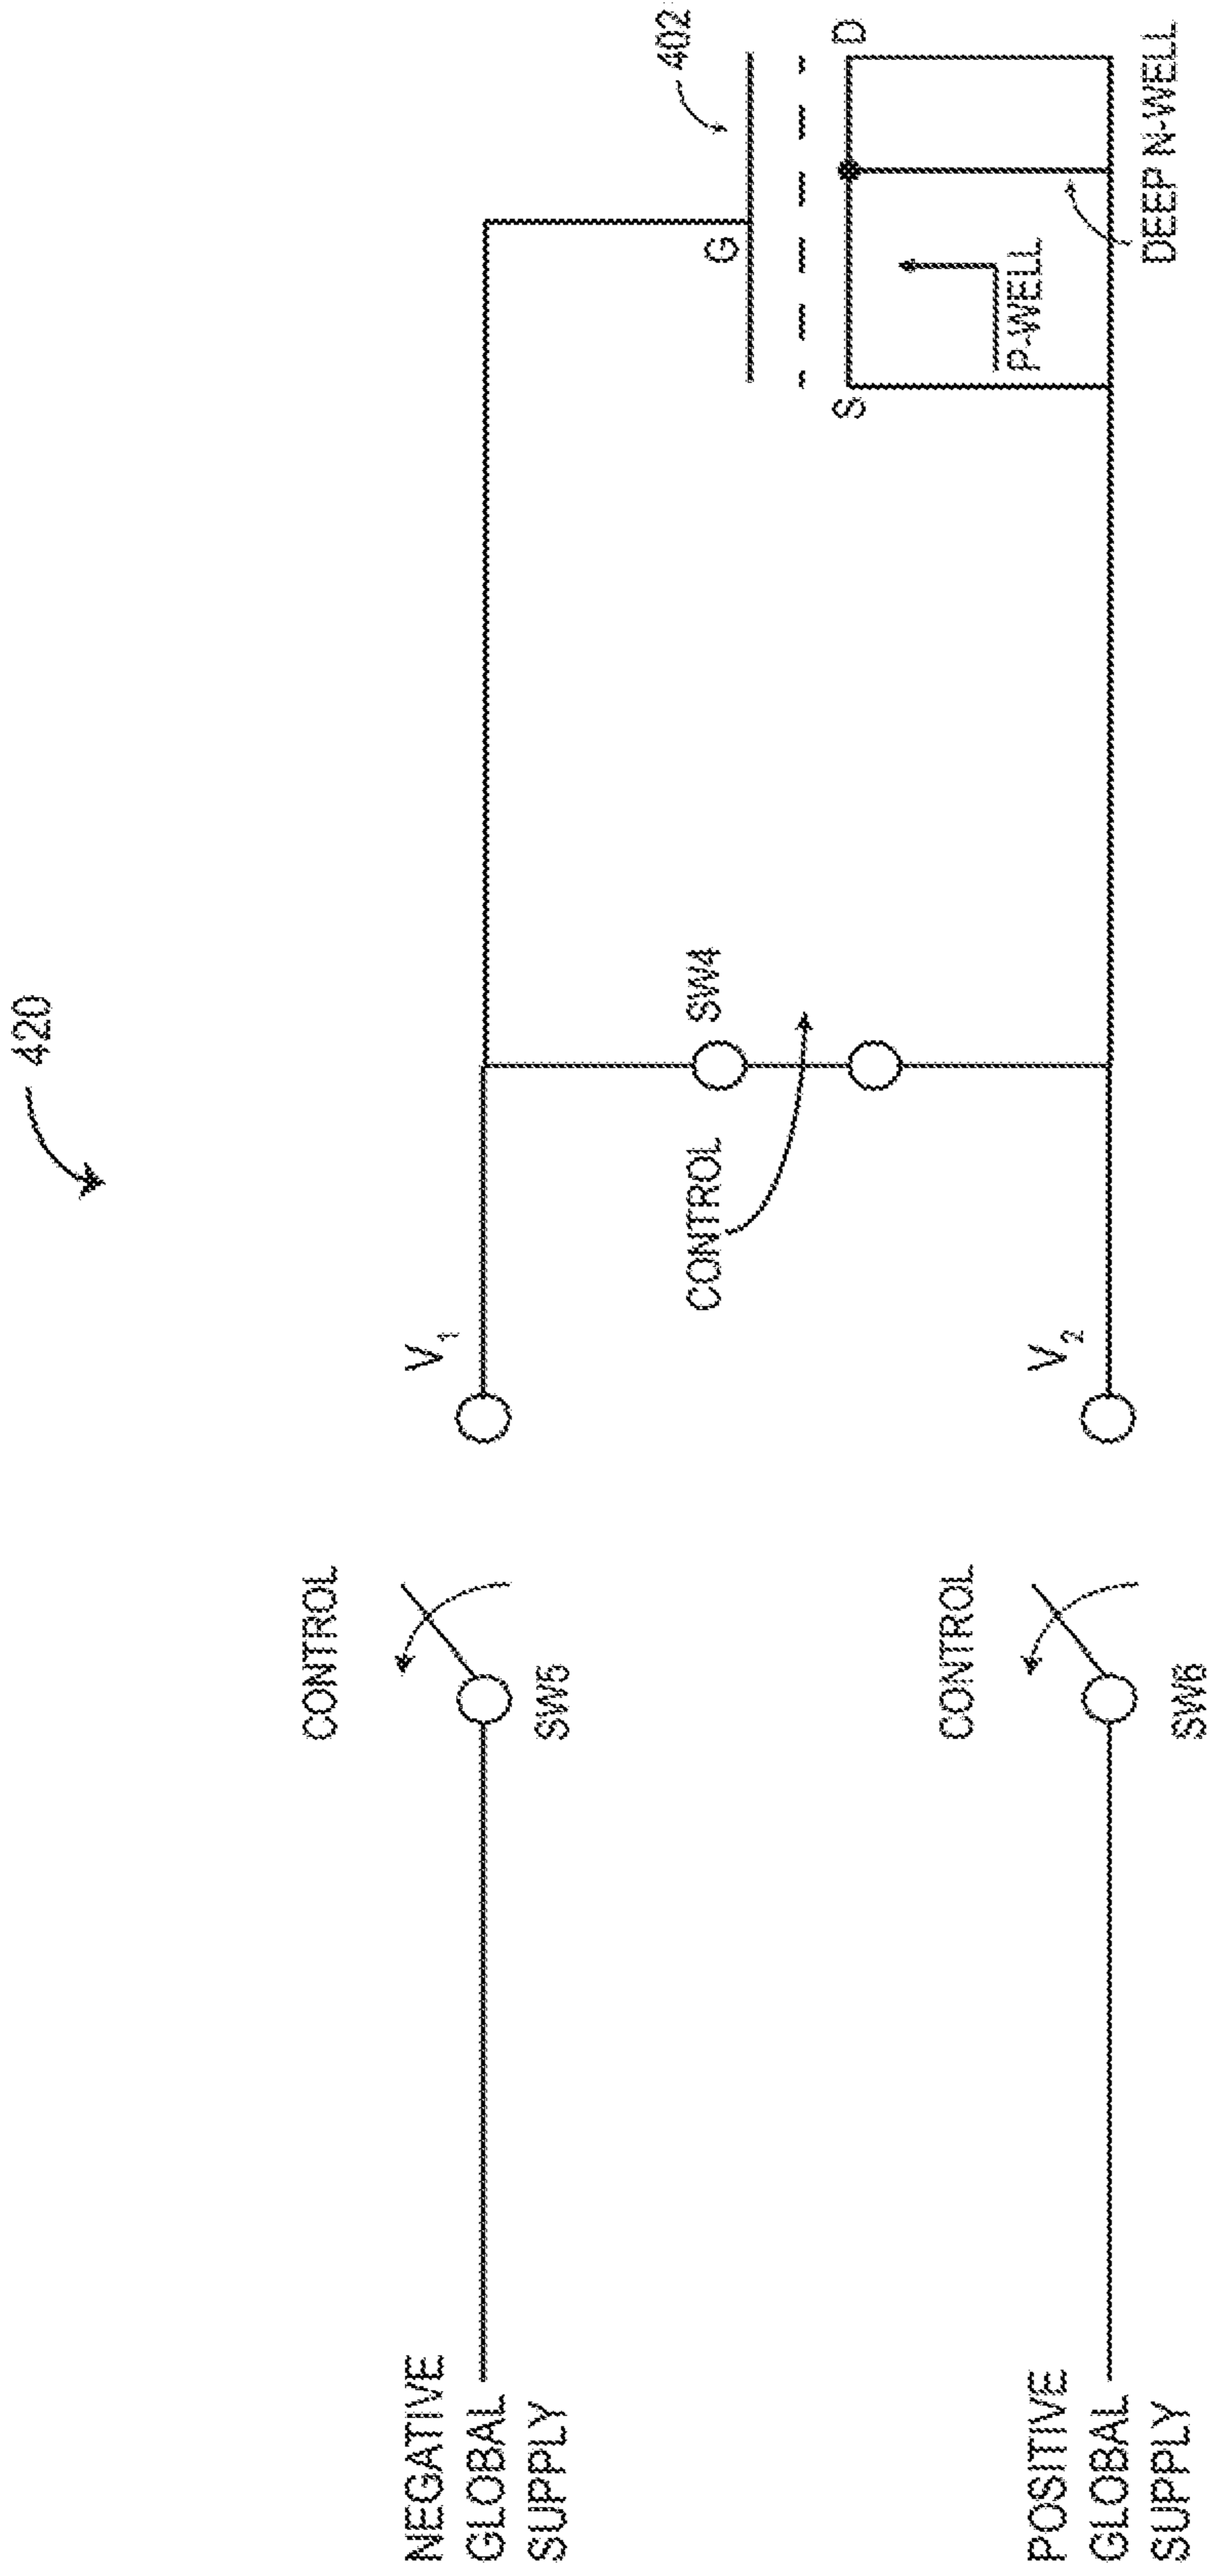 420
NEGATIVE
GLOBAL
SUPPLY
CONTROL
SW5
V1
CONTROL
SW4
G
402
S
D
P-WELL
DEEP N-WELL
POSITIVE
GLOBAL
SUPPLY
CONTROL
SW6
V2